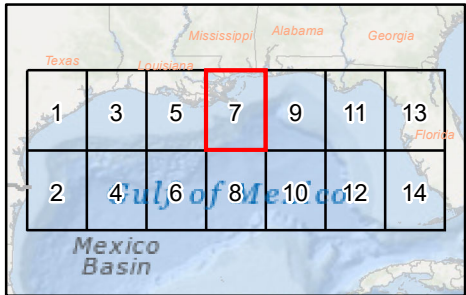 Mississippi Alabama Georgia
Texas Louisiana
1 3 5 7 9 11 13
Florida
2 4 6 8 10 12 14
Gulf of Mexico
Mexico
Basin